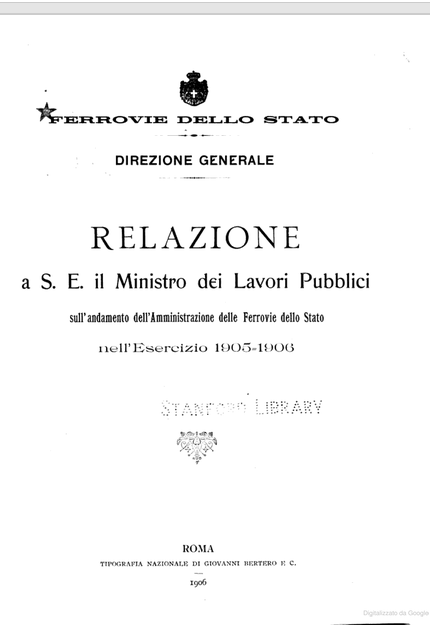 FERROVIE DELLO STATO
DIREZIONE GENERALE
RELAZIONE
a S. E. il Ministro dei Lavori Pubblici
sull'andamento dell'Amministrazione delle Ferrovie dello Stato
nell'Esercizio 1905-1906
STANFORD LIBRARY
ROMA
TIPOGRAFIA NAZIONALE DI GIOVANNI BERTERO E C.
1906
Digitalizzato da Google